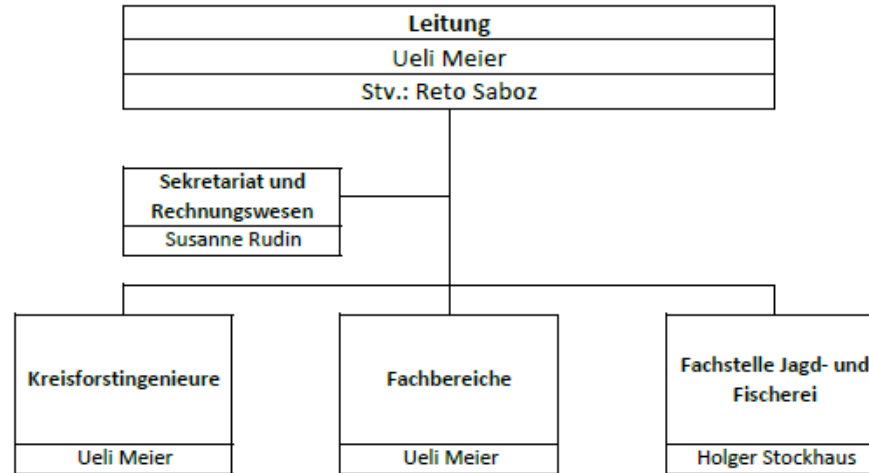 Leitung
Ueli Meier
Stv.: Reto Saboz
Sekretariat und
Rechnungswesen
Susanne Rudin
Kreisforstingenieure
Ueli Meier
Fachbereiche
Ueli Meier
Fachstelle Jagd- und
Fischerei
Holger Stockhaus